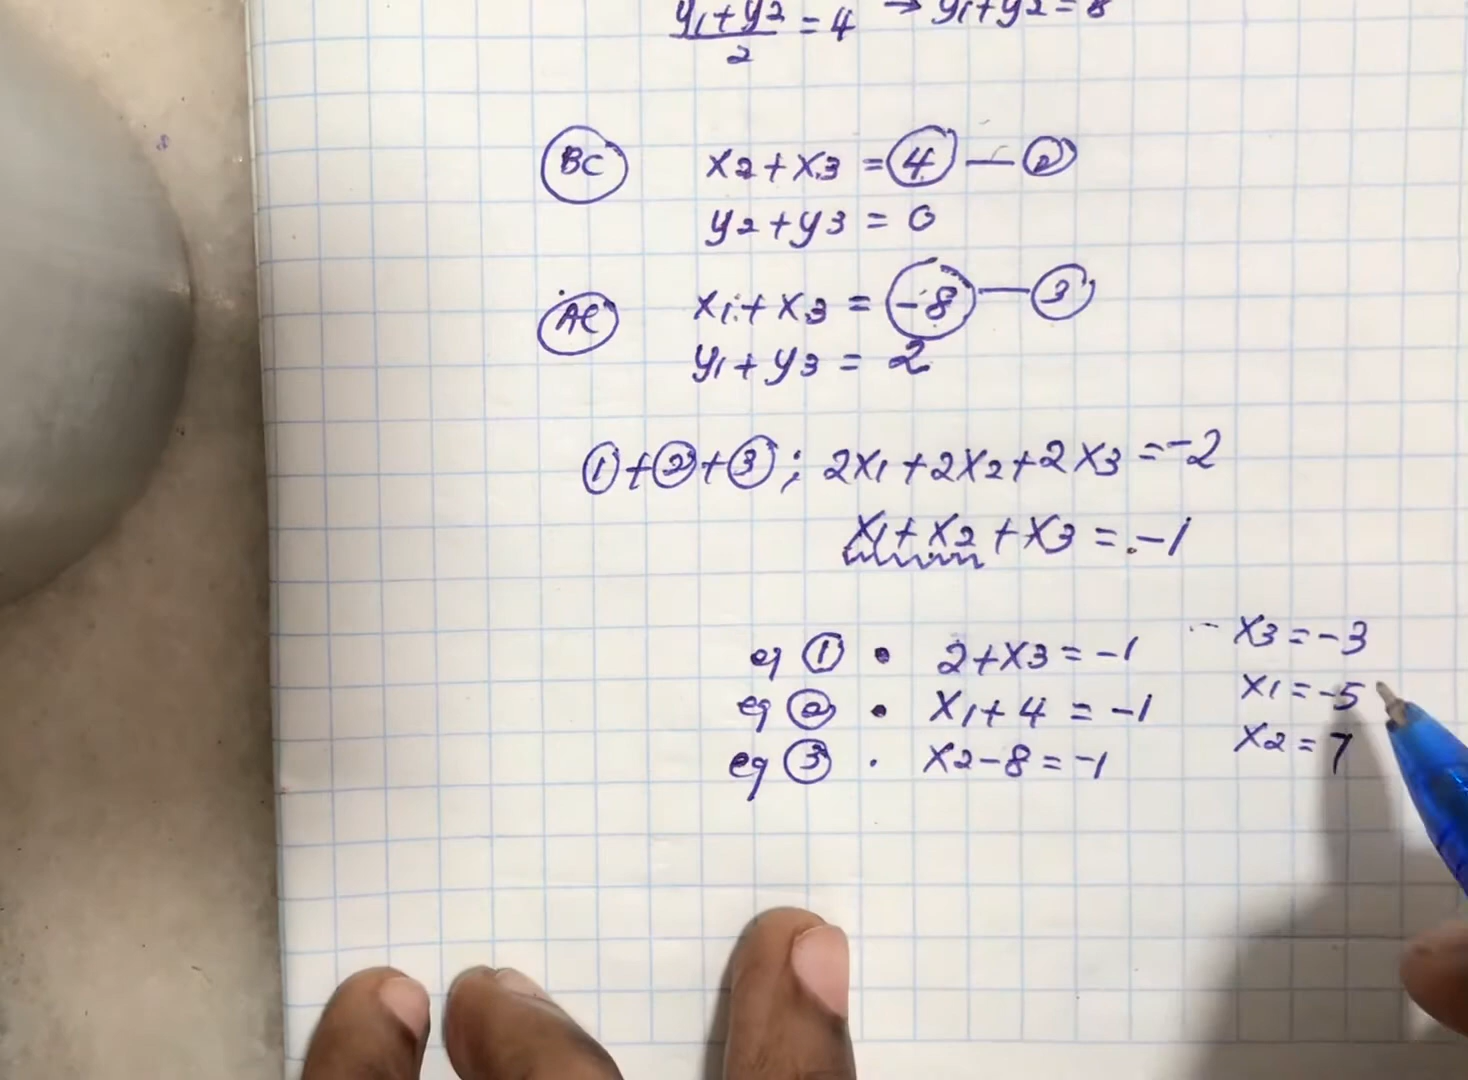 y1+y2/2 = 4 → y1+y2 = 8
BC x2+x3 = 4 — 2
y2+y3 = 0
AC x1+x3 = -8 — 3
y1+y3 = 2
1+2+3; 2x1+2x2+2x3 = -2
x1+x2+x3 = -1
eq 1 • 2+x3 = -1 x3 = -3
eq 2 • x1+4 = -1 x1 = -5
eq 3 • x2-8 = -1 x2 = 7